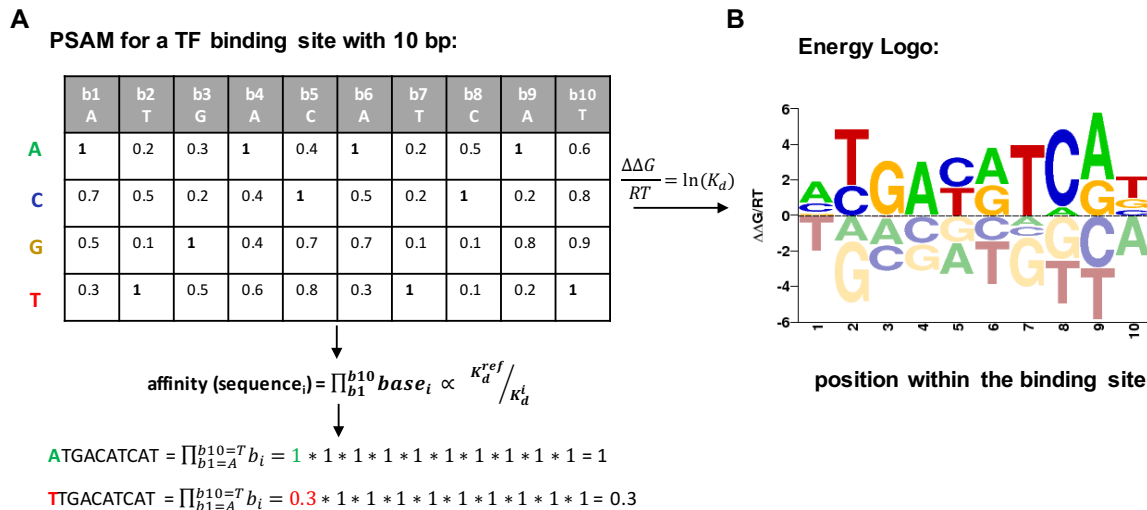 A
PSAM for a TF binding site with 10 bp:
b1 b2 b3 b4 b5 b6 b7 b8 b9 b10
A T G A C A T C A T
A 1 0.2 0.3 1 0.4 1 0.2 0.5 1 0.6
C 0.7 0.5 0.2 0.4 1 0.5 0.2 1 0.2 0.8
G 0.5 0.1 1 0.4 0.7 0.7 0.1 0.1 0.8 0.9
T 0.3 1 0.5 0.6 0.8 0.3 1 0.1 0.2 1
ΔΔG/RT = ln(K_d)
affinity (sequence_i) = ∏_{b1}^{b10} base_i ∝ K_d^{ref}/K_d^i
ATGACATCAT = ∏_{b1=A}^{b10=T} b_i = 1 * 1 * 1 * 1 * 1 * 1 * 1 * 1 * 1 * 1 = 1
TTGACATCAT = ∏_{b1=A}^{b10=T} b_i = 0.3 * 1 * 1 * 1 * 1 * 1 * 1 * 1 * 1 * 1 = 0.3
B
Energy Logo:
ΔΔG/RT
6
4
2
0
-2
-4
-6
A T G A C A T C A T
C C T G A G G
G C
T A A C G C A G C A
G C G A T C T T
G
1 2 3 4 5 6 7 8 9 10
position within the binding site